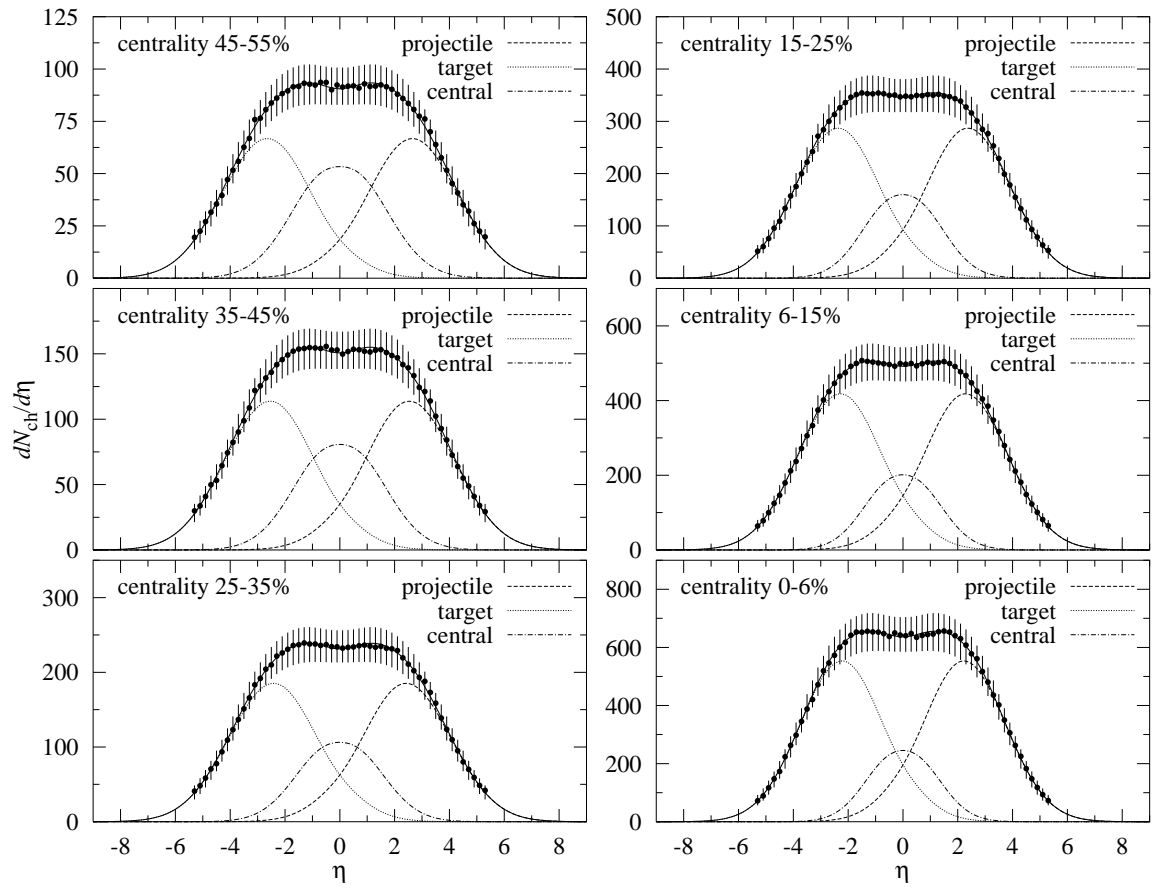 125
100
75
50
25
0
centrality 45-55%
projectile
target
central
500
400
300
200
100
0
centrality 15-25%
projectile
target
central
150
100
50
0
centrality 35-45%
projectile
target
central
600
400
200
0
centrality 6-15%
projectile
target
central
dN_ch/dη
300
200
100
0
centrality 25-35%
projectile
target
central
-8 -6 -4 -2 0 2 4 6 8
η
800
600
400
200
0
centrality 0-6%
projectile
target
central
-8 -6 -4 -2 0 2 4 6 8
η